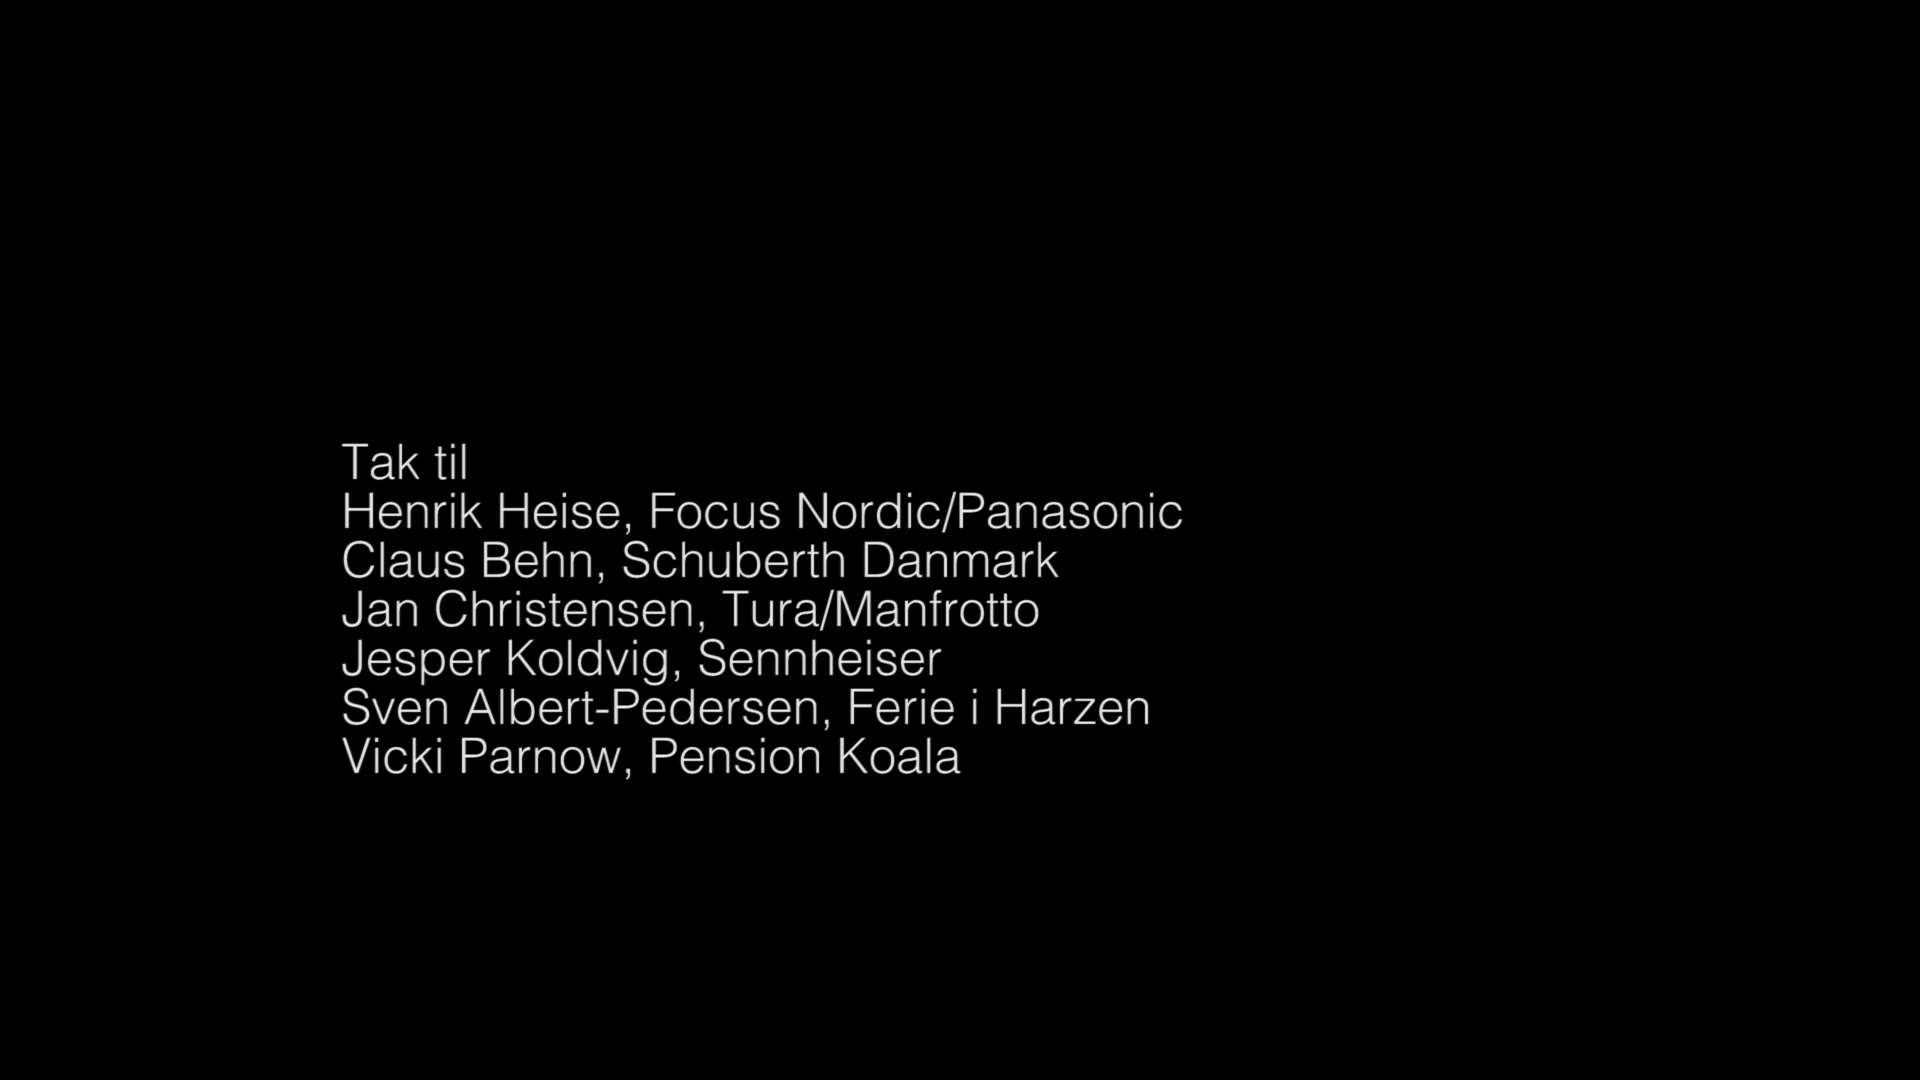 Tak til
Henrik Heise, Focus Nordic/Panasonic
Claus Behn, Schuberth Danmark
Jan Christensen, Tura/Manfrotto
Jesper Koldvig, Sennheiser
Sven Albert-Pedersen, Ferie i Harzen
Vicki Parnow, Pension Koala